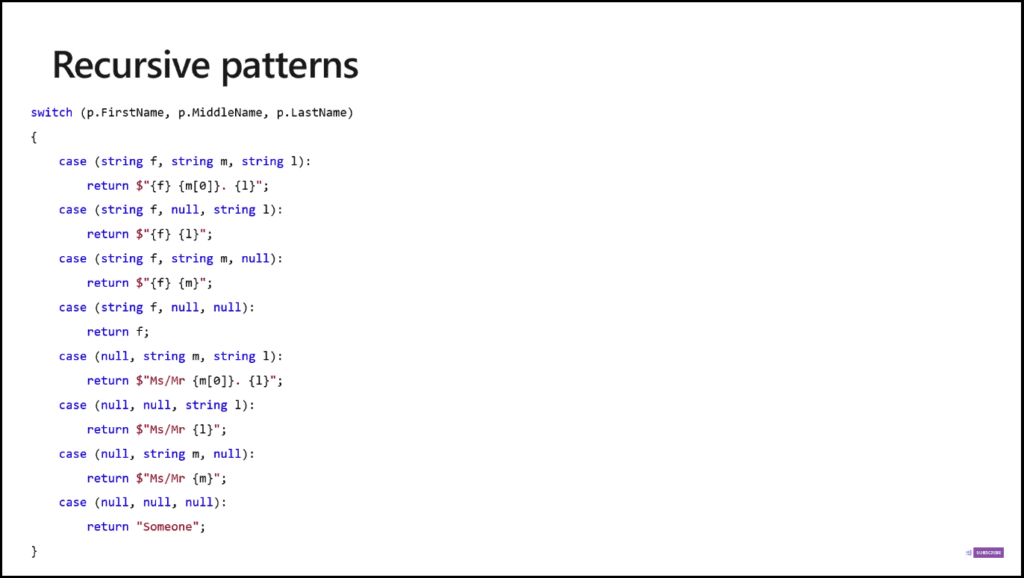 Recursive patterns
switch (p.FirstName, p.MiddleName, p.LastName)
{
case (string f, string m, string l):
return $"{f} {m[0]}. {l}";
case (string f, null, string l):
return $"{f} {l}";
case (string f, string m, null):
return $"{f} {m}";
case (string f, null, null):
return f;
case (null, string m, string l):
return $"Ms/Mr {m[0]}. {l}";
case (null, null, string l):
return $"Ms/Mr {l}";
case (null, string m, null):
return $"Ms/Mr {m}";
case (null, null, null):
return "Someone";
}
SUBSCRIBE